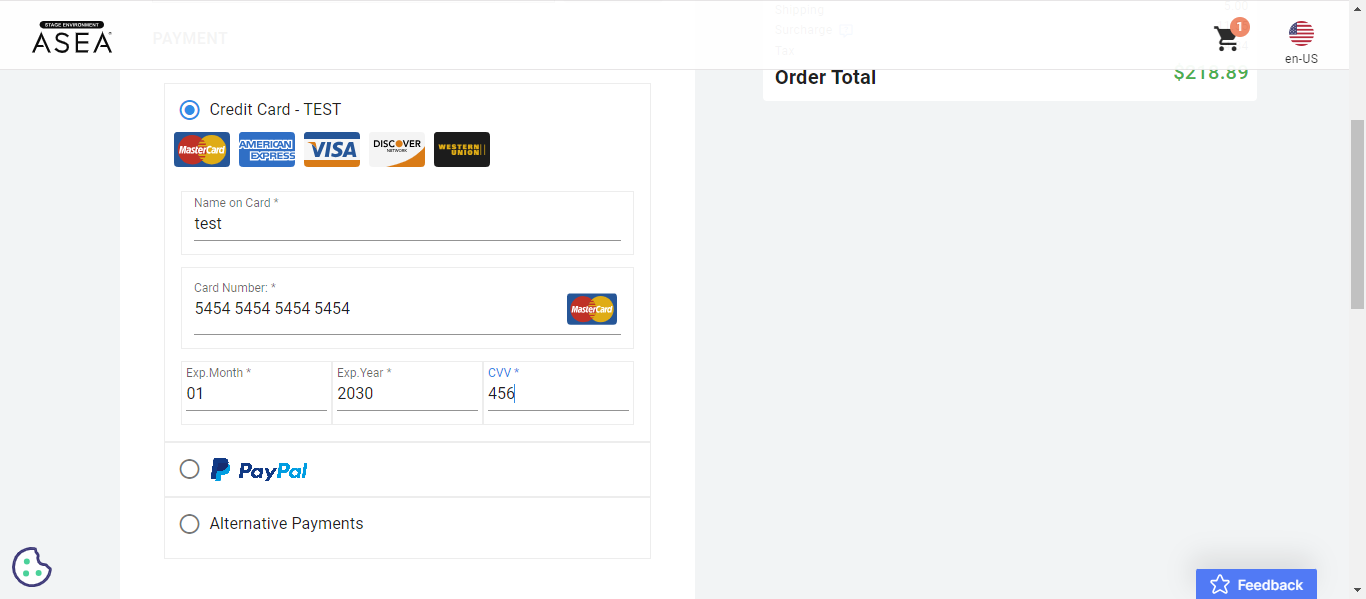 STAGE ENVIRONMENT
ASEA
PAYMENT
Shipping
$.00
Surcharge
Tax
1
en-US
Order Total
$218.89
Credit Card - TEST
MasterCard
AMERICAN EXPRESS
VISA
DISCOVER
NETWORK
WESTERN UNION
Name on Card *
test
Card Number: *
5454 5454 5454 5454
MasterCard
Exp.Month *
Exp.Year *
CVV *
01
2030
456
PayPal
Alternative Payments
Feedback